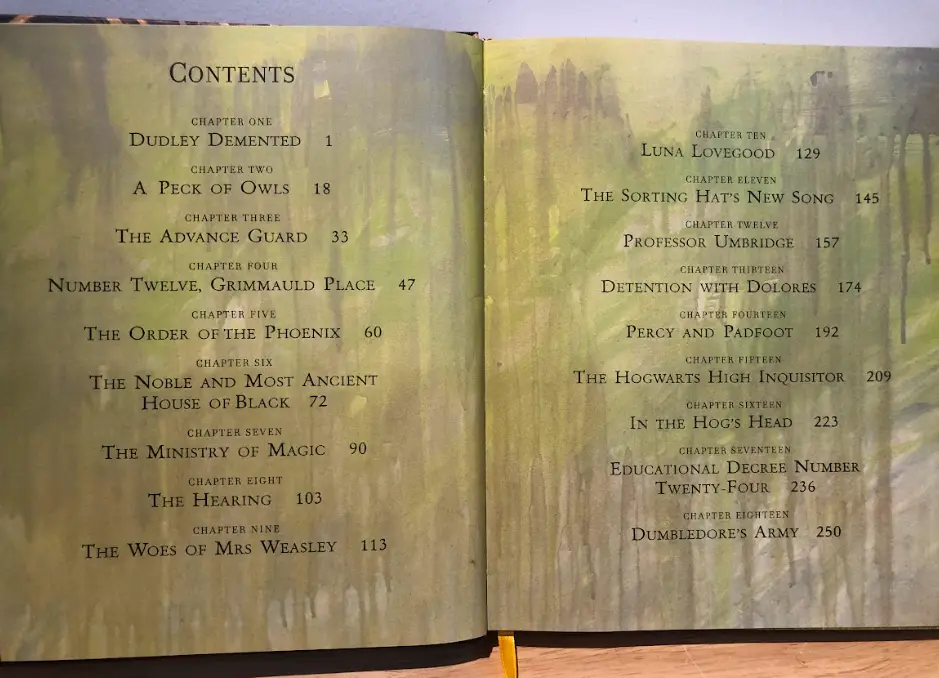 CONTENTS
CHAPTER ONE
DUDLEY DEMENTED 1
CHAPTER TWO
A PECK OF OWLS 18
CHAPTER THREE
THE ADVANCE GUARD 33
CHAPTER FOUR
NUMBER TWELVE, GRIMMAULD PLACE 47
CHAPTER FIVE
THE ORDER OF THE PHOENIX 60
CHAPTER SIX
THE NOBLE AND MOST ANCIENT
HOUSE OF BLACK 72
CHAPTER SEVEN
THE MINISTRY OF MAGIC 90
CHAPTER EIGHT
THE HEARING 103
CHAPTER NINE
THE WOES OF MRS WEASLEY 113
CHAPTER TEN
LUNA LOVEGOOD 129
CHAPTER ELEVEN
THE SORTING HAT'S NEW SONG 145
CHAPTER TWELVE
PROFESSOR UMBRIDGE 157
CHAPTER THIRTEEN
DETENTION WITH DOLORES 174
CHAPTER FOURTEEN
PERCY AND PADFOOT 192
CHAPTER FIFTEEN
THE HOGWARTS HIGH INQUISITOR 209
CHAPTER SIXTEEN
IN THE HOG'S HEAD 223
CHAPTER SEVENTEEN
EDUCATIONAL DECREE NUMBER
TWENTY-FOUR 236
CHAPTER EIGHTEEN
DUMBLEDORE'S ARMY 250